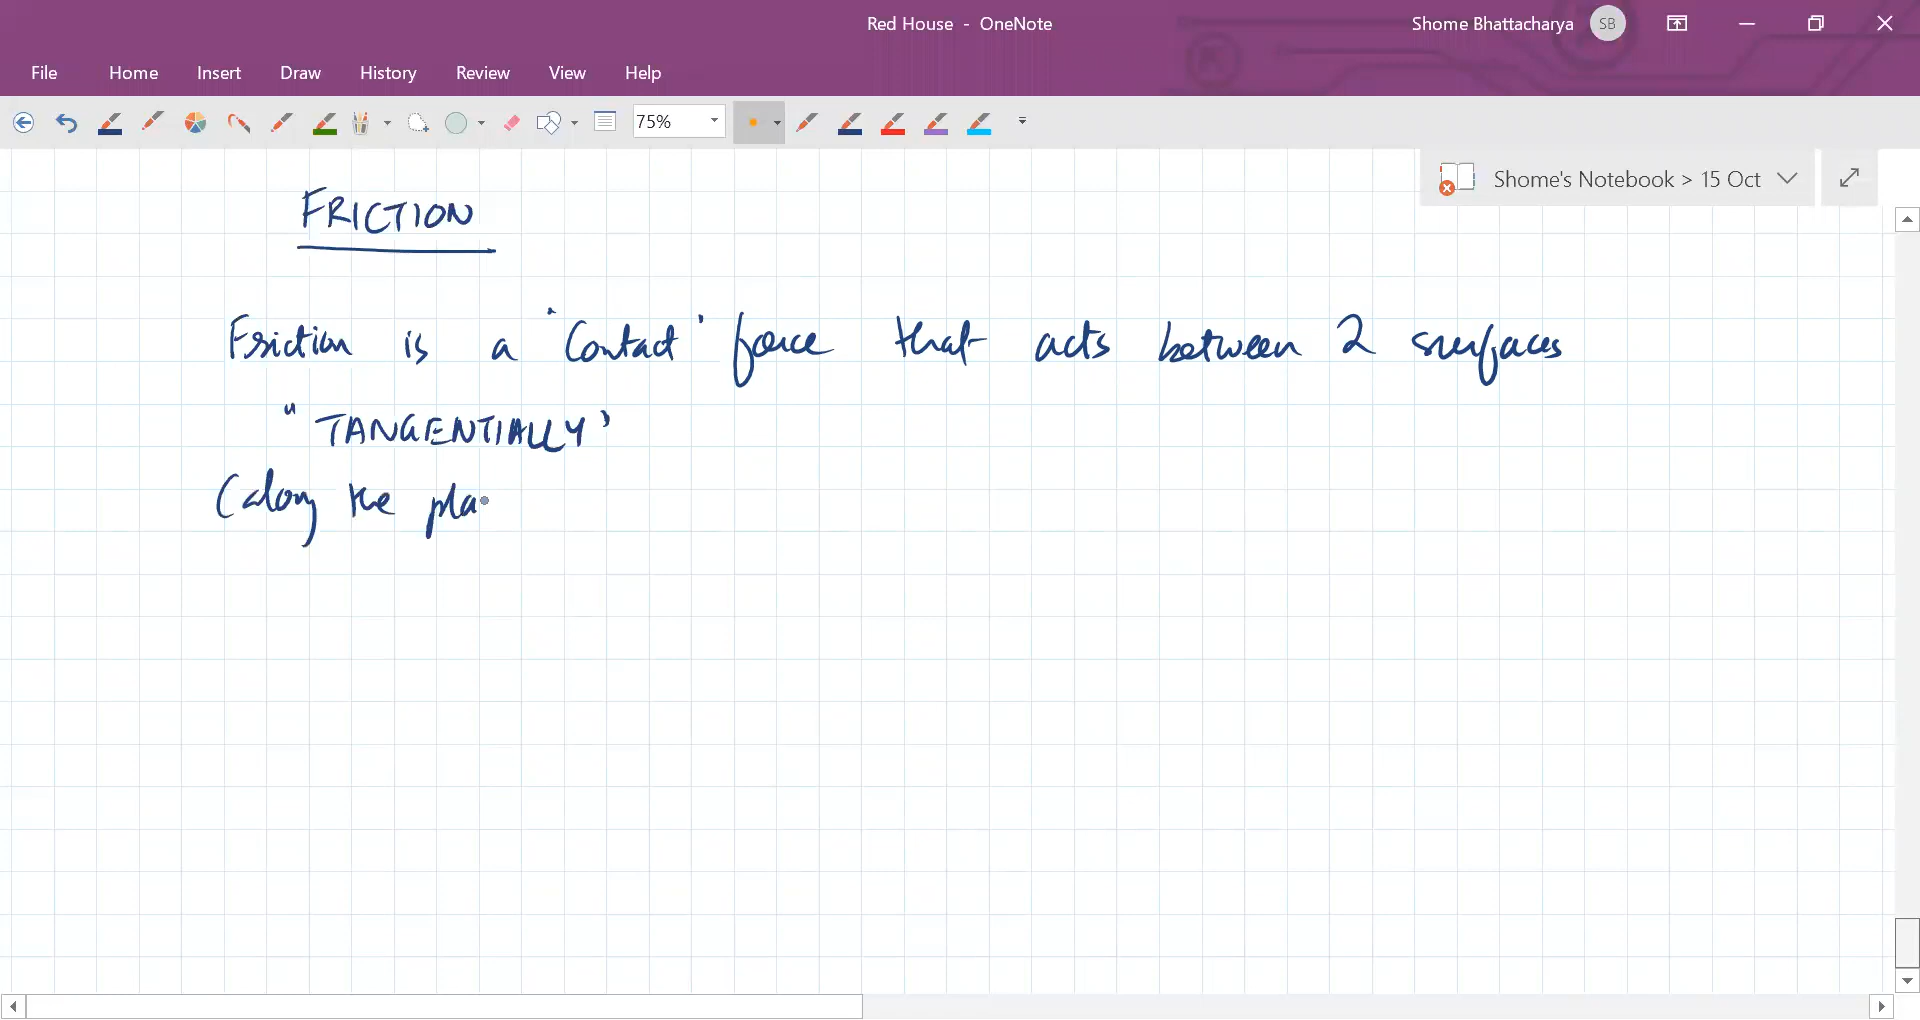 Red House - OneNote
Shome Bhattacharya SB
File Home Insert Draw History Review View Help
75%
Shome's Notebook > 15 Oct
FRICTION
Friction is a 'Contact' force that acts between 2 surfaces
"TANGENTIALLY"
(along the pla